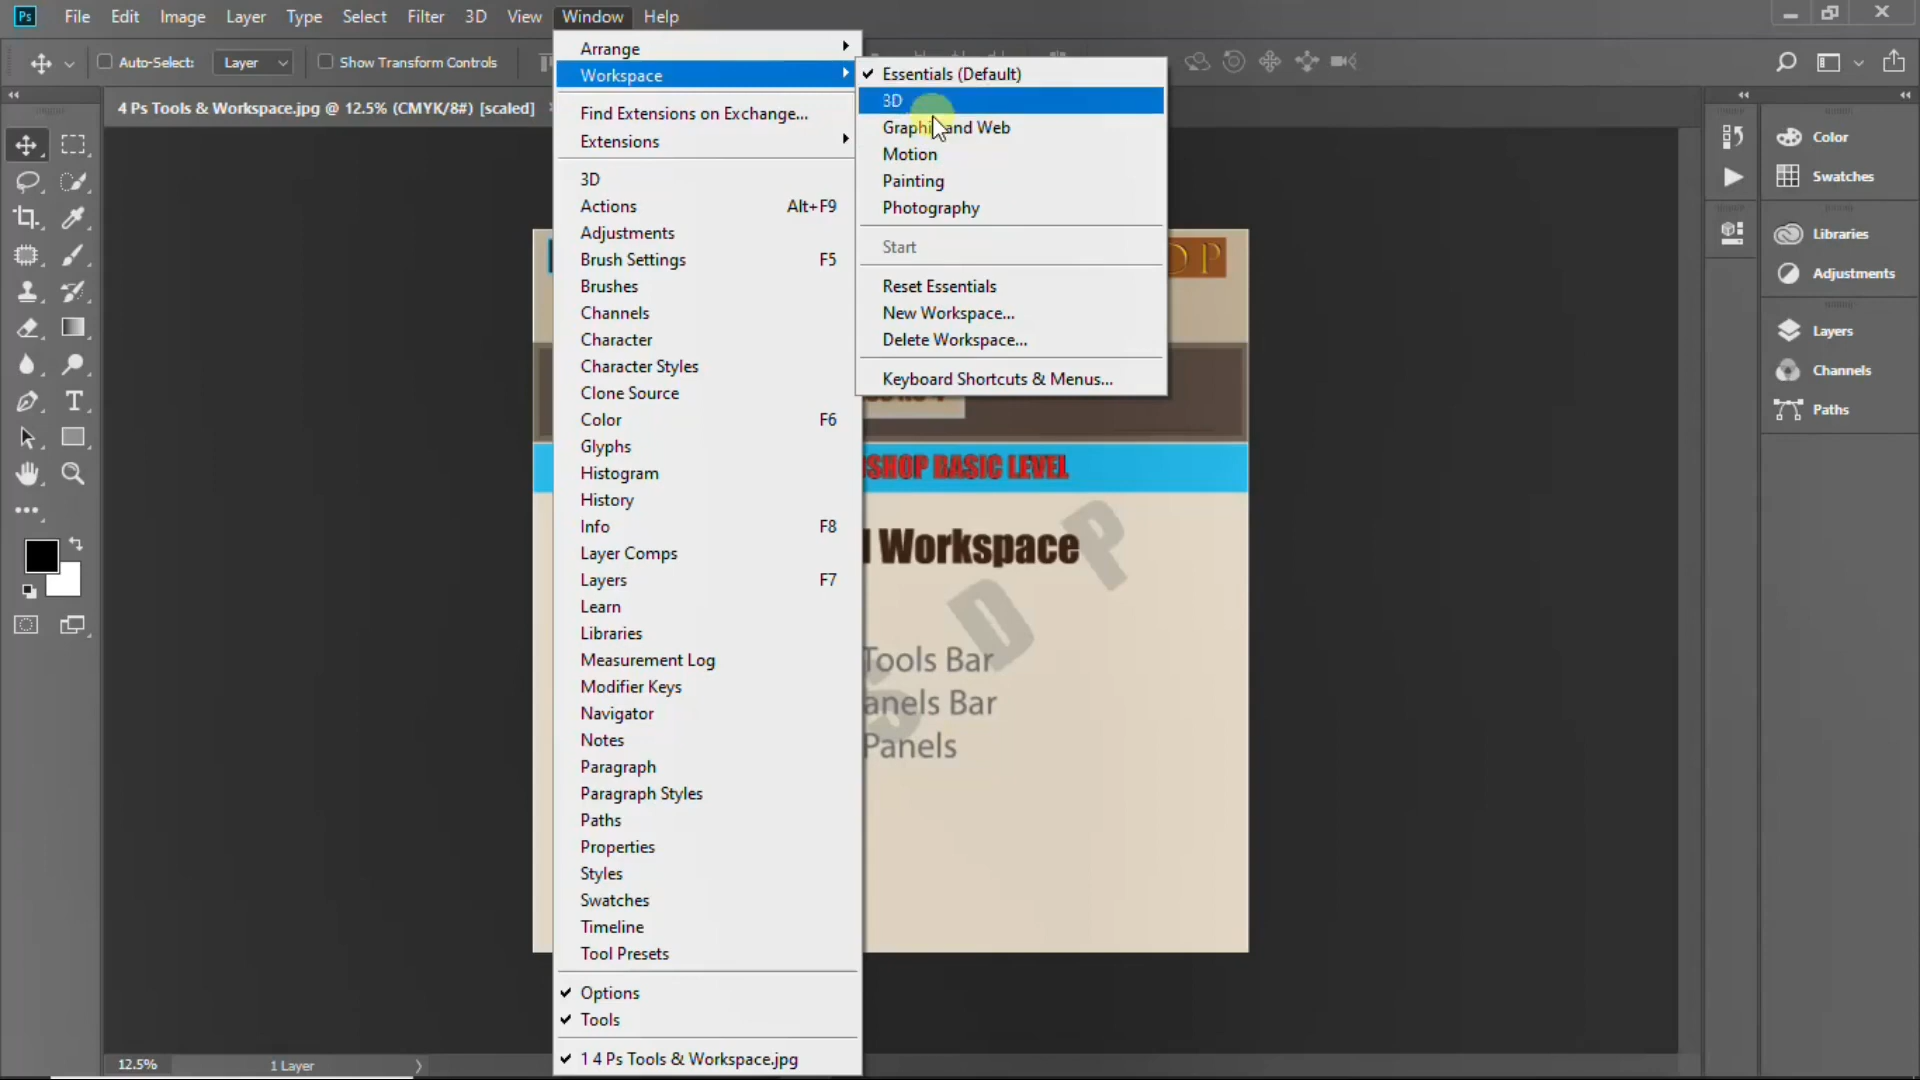 Ps File Edit Image Layer Type Select Filter 3D View Window Help
Auto-Select: Layer Show Transform Controls
4 Ps Tools & Workspace.jpg @ 12.5% (CMYK/8#) [scaled]
Arrange
Workspace
Find Extensions on Exchange...
Extensions
3D
Actions Alt+F9
Adjustments
Brush Settings F5
Brushes
Channels
Character
Character Styles
Clone Source
Color F6
Glyphs
Histogram
History
Info F8
Layer Comps
Layers F7
Learn
Libraries
Measurement Log
Modifier Keys
Navigator
Notes
Paragraph
Paragraph Styles
Paths
Properties
Styles
Swatches
Timeline
Tool Presets
Options
Tools
1 4 Ps Tools & Workspace.jpg
Essentials (Default)
3D
Graphic and Web
Motion
Painting
Photography
Start
Reset Essentials
New Workspace...
Delete Workspace...
Keyboard Shortcuts & Menus...
D P
SHOP BASIC LEVEL
Workspace
S D P
Tools Bar
anels Bar
Panels
Color
Swatches
Libraries
Adjustments
Layers
Channels
Paths
12.5% 1 Layer